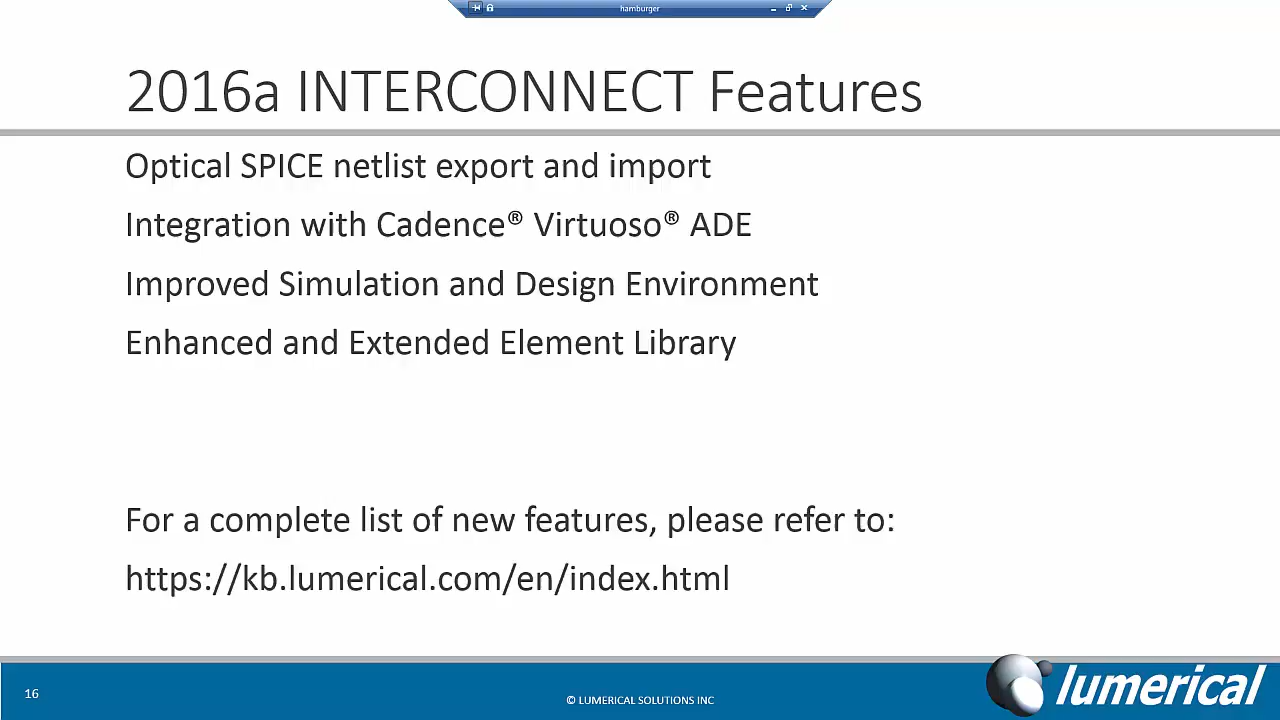 hamburger
2016a INTERCONNECT Features
Optical SPICE netlist export and import
Integration with Cadence® Virtuoso® ADE
Improved Simulation and Design Environment
Enhanced and Extended Element Library
For a complete list of new features, please refer to:
https://kb.lumerical.com/en/index.html
16
© LUMERICAL SOLUTIONS INC
lumerical